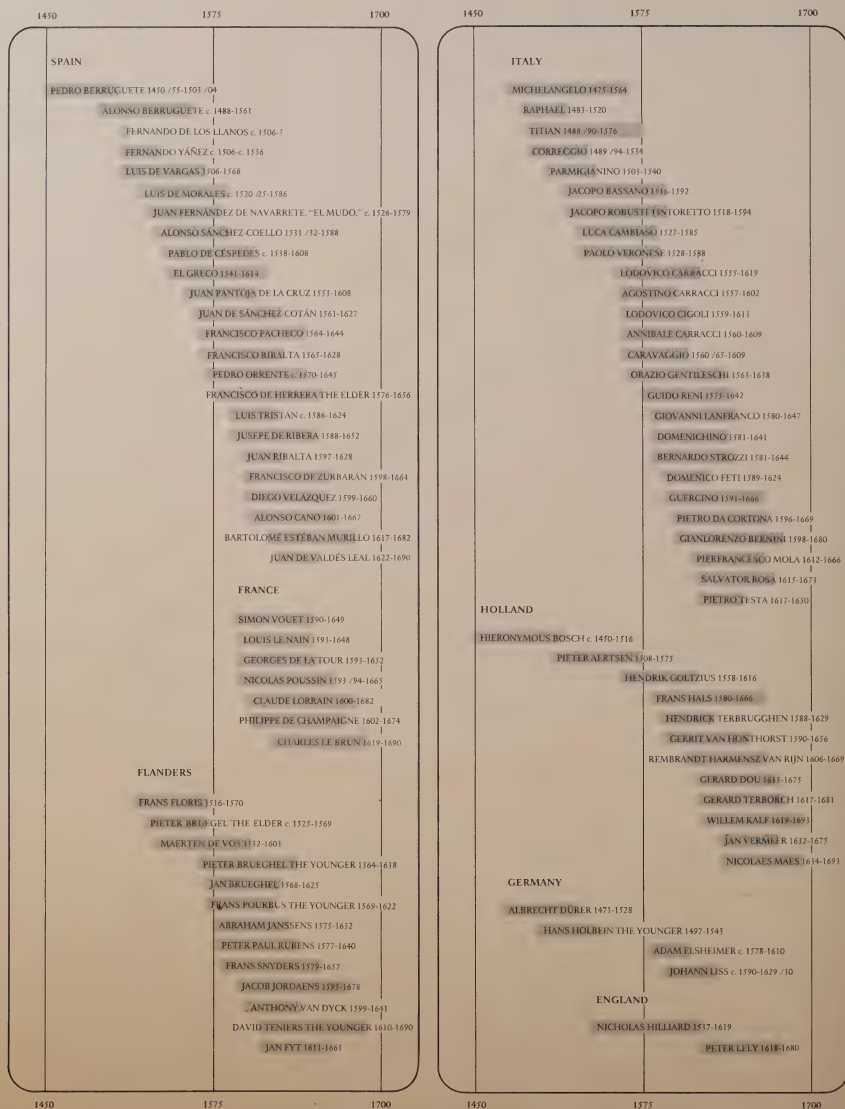 1450 1575 1700
SPAIN
PEDRO BERRUGUETE 1450 /55-1503 /04
ALONSO BERRUGUETE c. 1488-1561
FERNANDO DE LOS LLANOS c. 1506-?
FERNANDO YÁÑEZ c. 1506-c. 1536
LUIS DE VARGAS 1506-1568
LUIS DE MORALES c. 1520 /25-1586
JUAN FERNÁNDEZ DE NAVARRETE. "EL MUDO." c. 1526-1579
ALONSO SÁNCHEZ-COELLO 1531 /32-1588
PABLO DE CÉSPEDES c. 1538-1608
EL GRECO 1541-1614
JUAN PANTOJA DE LA CRUZ 1553-1608
JUAN DE SÁNCHEZ-COTÁN 1561-1627
FRANCISCO PACHECO 1564-1644
FRANCISCO RIBALTA 1565-1628
PEDRO ORRENTE c. 1570-1645
FRANCISCO DE HERRERA THE ELDER 1576-1656
LUIS TRISTÁN c. 1586-1624
JUSEPE DE RIBERA 1588-1652
JUAN RIBALTA 1597-1628
FRANCISCO DE ZURBARÁN 1598-1664
DIEGO VELÁZQUEZ 1599-1660
ALONSO CANO 1601-1667
BARTOLOMÉ ESTÉBAN MURILLO 1617-1682
JUAN DE VALDÉS LEAL 1622-1690
FRANCE
SIMON VOUET 1590-1649
LOUIS LE NAIN 1593-1648
GEORGES DE LA TOUR 1593-1652
NICOLAS POUSSIN 1593 /94-1665
CLAUDE LORRAIN 1600-1682
PHILIPPE DE CHAMPAIGNE 1602-1674
CHARLES LE BRUN 1619-1690
FLANDERS
FRANS FLORIS 1516-1570
PIETER BRUEGEL THE ELDER c. 1525-1569
MAERTEN DE VOS 1532-1603
PIETER BRUEGHEL THE YOUNGER 1564-1638
JAN BRUEGHEL 1568-1625
FRANS POURBUS THE YOUNGER 1569-1622
ABRAHAM JANSSENS 1575-1632
PETER PAUL RUBENS 1577-1640
FRANS SNYDERS 1579-1657
JACOB JORDAENS 1593-1678
ANTHONY VAN DYCK 1599-1641
DAVID TENIERS THE YOUNGER 1610-1690
JAN FYT 1611-1661
1450 1575 1700
1450 1575 1700
ITALY
MICHELANGELO 1475-1564
RAPHAEL 1483-1520
TITIAN 1488 /90-1576
CORREGGIO 1489 /94-1534
PARMIGIANINO 1503-1540
JACOPO BASSANO 1516-1592
JACOPO ROBUSTI TINTORETTO 1518-1594
LUCA CAMBIASO 1527-1585
PAOLO VERONESE 1528-1588
LODOVICO CARRACCI 1555-1619
AGOSTINO CARRACCI 1557-1602
LODOVICO CIGOLI 1559-1613
ANNIBALE CARRACCI 1560-1609
CARAVAGGIO 1560 /65-1609
ORAZIO GENTILESCHI 1563-1638
GUIDO RENI 1575-1642
GIOVANNI LANFRANCO 1580-1647
DOMENICHINO 1581-1641
BERNARDO STROZZI 1581-1644
DOMENICO FETI 1589-1624
GUERCINO 1591-1666
PIETRO DA CORTONA 1596-1669
GIANLORENZO BERNINI 1598-1680
PIERFRANCESCO MOLA 1612-1666
SALVATOR ROSA 1615-1673
PIETRO TESTA 1617-1650
HOLLAND
HIERONYMOUS BOSCH c. 1450-1516
PIETER AERTSEN 1508-1575
HENDRIK GOLTZIUS 1558-1616
FRANS HALS 1580-1666
HENDRICK TERBRUGGHEN 1588-1629
GERRIT VAN HONTHORST 1590-1656
REMBRANDT HARMENSZ VAN RIJN 1606-1669
GERARD DOU 1613-1675
GERARD TERBORCH 1617-1681
WILLEM KALF 1619-1693
JAN VERMEER 1632-1675
NICOLAES MAES 1634-1693
GERMANY
ALBRECHT DÜRER 1471-1528
HANS HOLBEIN THE YOUNGER 1497-1543
ADAM ELSHEIMER c. 1578-1610
JOHANN LISS c. 1590-1629 /30
ENGLAND
NICHOLAS HILLIARD 1537-1619
PETER LELY 1618-1680
1450 1575 1700